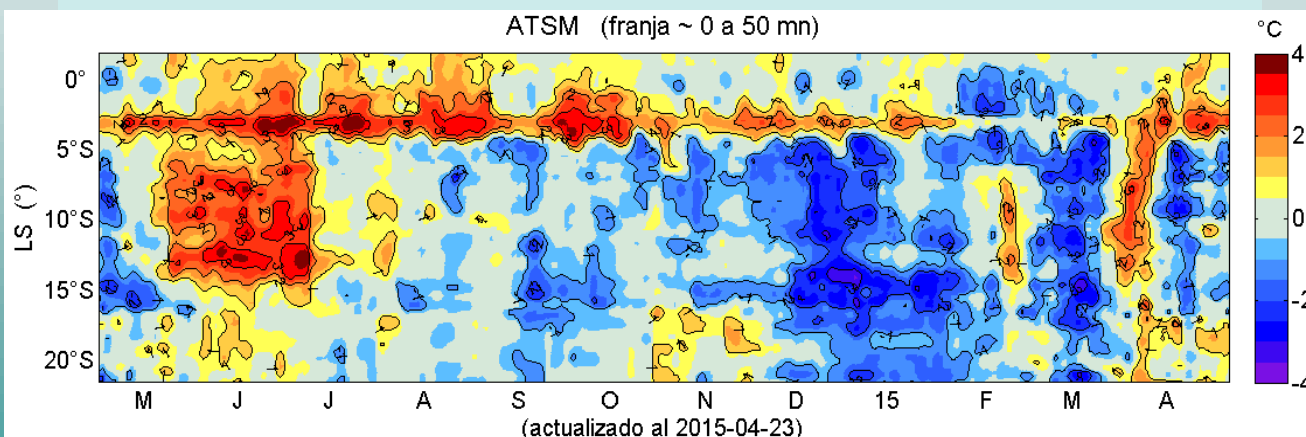 ATSM (franja ~ 0 a 50 mn)
°C
4
2
0
-2
-4
LS (°)
0°
5°S
10°S
15°S
20°S
M J J A S O N D 15 F M A
(actualizado al 2015-04-23)